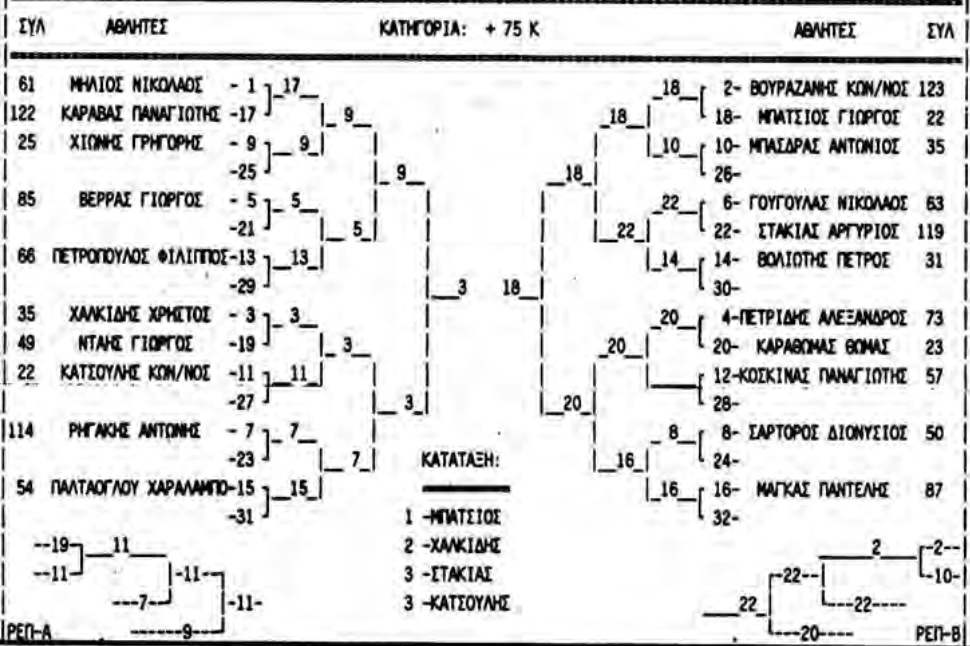 ΣΥΛ ΑΘΛΗΤΕΣ ΚΑΤΗΓΟΡΙΑ: + 75 Κ ΑΘΛΗΤΕΣ ΣΥΛ
61 ΜΗΛΙΟΣ ΝΙΚΟΛΑΟΣ - 1 17 18 2- ΒΟΥΡΑΖΑΝΗΣ ΚΩΝ/ΝΟΣ 123
122 ΚΑΡΑΒΑΣ ΠΑΝΑΓΙΩΤΗΣ -17 9 18 18- ΜΠΑΤΣΙΟΣ ΓΙΩΡΓΟΣ 22
25 ΧΙΩΝΗΣ ΓΡΗΓΟΡΗΣ - 9 9 10 10- ΜΠΑΣΔΡΑΣ ΑΝΤΩΝΙΟΣ 35
-25 9 18 26-
85 ΒΕΡΡΑΣ ΓΙΩΡΓΟΣ - 5 5 22 6- ΓΟΥΓΟΥΛΑΣ ΝΙΚΟΛΑΟΣ 63
-21 5 22 22- ΣΤΑΚΙΑΣ ΑΡΓΥΡΙΟΣ 119
66 ΠΕΤΡΟΠΟΥΛΟΣ ΦΙΛΙΠΠΟΣ-13 13 14 14- ΒΟΛΙΩΤΗΣ ΠΕΤΡΟΣ 31
-29 3 18 30-
35 ΧΑΛΚΙΔΗΣ ΧΡΗΣΤΟΣ - 3 3 20 4-ΠΕΤΡΙΔΗΣ ΑΛΕΞΑΝΔΡΟΣ 73
49 ΝΤΑΗΣ ΓΙΩΡΓΟΣ -19 3 20 20- ΚΑΡΑΘΩΜΑΣ ΘΩΜΑΣ 23
22 ΚΑΤΣΟΥΛΗΣ ΚΩΝ/ΝΟΣ -11 11 12-ΚΟΣΚΙΝΑΣ ΠΑΝΑΓΙΩΤΗΣ 57
-27 3 20 28-
114 ΡΗΓΑΚΗΣ ΑΝΤΩΝΗΣ - 7 7 8 8- ΣΑΡΤΟΡΟΣ ΔΙΟΝΥΣΙΟΣ 50
-23 7 ΚΑΤΑΤΑΞΗ: 16 24-
54 ΠΑΛΤΑΟΓΛΟΥ ΧΑΡΑΛΑΜΠΟ-15 15 16 16- ΜΑΓΚΑΣ ΠΑΝΤΕΛΗΣ 87
-31 1 -ΜΠΑΤΣΙΟΣ 32-
--19- 11 2 -ΧΑΛΚΙΔΗΣ 2 -2--
--11- -11-- 3 -ΣΤΑΚΙΑΣ -22-- -10-
---7-- -11- 3 -ΚΑΤΣΟΥΛΗΣ 22 ---22----
ΡΕΠ-Α ------9---- ---20---- ΡΕΠ-Β